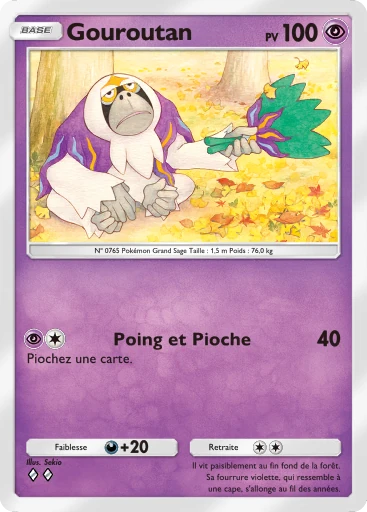 BASE Gouroutan PV 100
N° 0765 Pokémon Grand Sage Taille : 1,5 m Poids : 76,0 kg
Poing et Pioche 40
Piochez une carte.
Faiblesse +20 Retraite
Illus. Sekio
Il vit paisiblement au fin fond de la forêt.
Sa fourrure violette, qui ressemble à
une cape, s'allonge au fil des années.